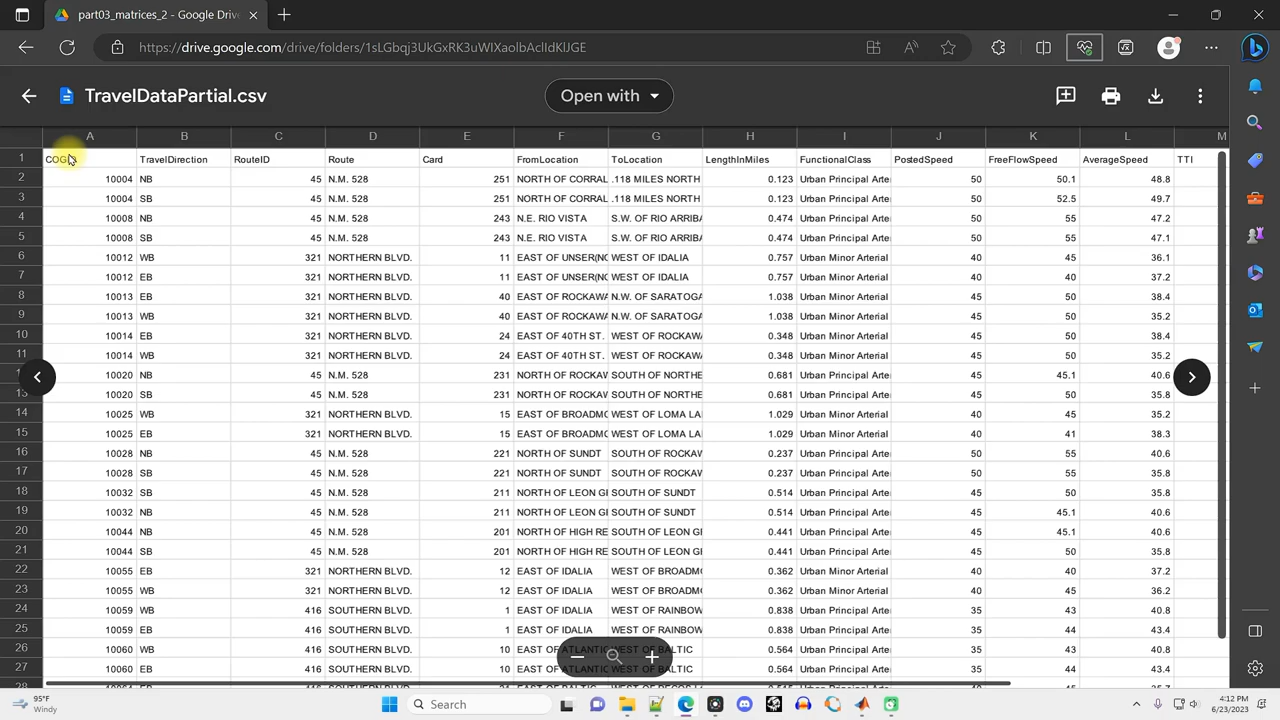 part03_matrices_2 - Google Drive
https://drive.google.com/drive/folders/
TravelDataPartial.csv
Open with
A B C D E F G H I J K L M
1 TravelDirection RouteID Route Card FromLocation ToLocation LengthInMiles FunctionalClass PostedSpeed FreeFlowSpeed AverageSpeed TTI
2 10004 NB 45 N.M. 528 251 NORTH OF CORRAL .118 MILES NORTH 0.123 Urban Principal Arte 50 50.1 48.8
3 10004 SB 45 N.M. 528 251 NORTH OF CORRAL .118 MILES NORTH 0.123 Urban Principal Arte 50 52.5 49.7
4 10008 NB 45 N.M. 528 243 N.E. RIO VISTA S.W. OF RIO ARRIBA 0.474 Urban Principal Arte 50 55 47.2
5 10008 SB 45 N.M. 528 243 N.E. RIO VISTA S.W. OF RIO ARRIBA 0.474 Urban Principal Arte 50 55 47.1
6 10012 WB 321 NORTHERN BLVD. 11 EAST OF UNSER(NO WEST OF IDALIA 0.757 Urban Minor Arterial 40 40 36.1
7 10012 EB 321 NORTHERN BLVD. 11 EAST OF UNSER(NO WEST OF IDALIA 0.757 Urban Minor Arterial 40 40 37.2
8 10013 EB 321 NORTHERN BLVD. 40 EAST OF ROCKAWA N.W. OF SARATOGA 1.038 Urban Minor Arterial 45 50 38.4
9 10013 WB 321 NORTHERN BLVD. 40 EAST OF ROCKAWA N.W. OF SARATOGA 1.038 Urban Minor Arterial 45 50 35.2
10 10014 EB 321 NORTHERN BLVD. 24 EAST OF 40TH ST. WEST OF ROCKAWA 0.348 Urban Minor Arterial 45 50 38.4
11 10014 WB 321 NORTHERN BLVD. 24 EAST OF 40TH ST. WEST OF ROCKAWA 0.348 Urban Minor Arterial 45 50 35.2
10020 NB 45 N.M. 528 231 NORTH OF ROCKAW SOUTH OF NORTHE 0.681 Urban Principal Arte 45 45.1 40.6
13 10020 SB 45 N.M. 528 231 NORTH OF ROCKAW SOUTH OF NORTHE 0.681 Urban Principal Arte 45 50 35.8
14 10025 WB 321 NORTHERN BLVD. 15 EAST OF BROADMO WEST OF LOMA LA 1.029 Urban Minor Arterial 40 45 35.2
15 10025 EB 321 NORTHERN BLVD. 15 EAST OF BROADMO WEST OF LOMA LA 1.029 Urban Minor Arterial 40 41 38.3
16 10028 NB 45 N.M. 528 221 NORTH OF SUNDT SOUTH OF ROCKAW 0.237 Urban Principal Arte 50 55 40.6
17 10028 SB 45 N.M. 528 221 NORTH OF SUNDT SOUTH OF ROCKAW 0.237 Urban Principal Arte 50 55 35.8
18 10032 SB 45 N.M. 528 211 NORTH OF LEON GI SOUTH OF SUNDT 0.514 Urban Principal Arte 45 50 35.8
19 10032 NB 45 N.M. 528 211 NORTH OF LEON GI SOUTH OF SUNDT 0.514 Urban Principal Arte 45 45.1 40.6
20 10044 NB 45 N.M. 528 201 NORTH OF HIGH RE SOUTH OF LEON GI 0.441 Urban Principal Arte 45 45.1 40.6
21 10044 SB 45 N.M. 528 201 NORTH OF HIGH RE SOUTH OF LEON GI 0.441 Urban Principal Arte 45 50 35.8
22 10055 EB 321 NORTHERN BLVD. 12 EAST OF IDALIA WEST OF BROADMO 0.362 Urban Minor Arterial 40 40 37.2
23 10055 WB 321 NORTHERN BLVD. 12 EAST OF IDALIA WEST OF BROADMO 0.362 Urban Minor Arterial 40 45 36.2
24 10059 WB 416 SOUTHERN BLVD. 1 EAST OF IDALIA WEST OF RAINBOW 0.838 Urban Principal Arte 35 43 40.8
25 10059 EB 416 SOUTHERN BLVD. 1 EAST OF IDALIA WEST OF RAINBOW 0.838 Urban Principal Arte 35 44 43.4
26 10060 WB 416 SOUTHERN BLVD. 10 EAST OF ATLANTIC WEST OF BALTIC 0.564 Urban Principal Arte 35 43 40.8
27 10060 EB 416 SOUTHERN BLVD. 10 EAST OF ATLANTIC WEST OF BALTIC 0.564 Urban Principal Arte 35 44 43.4
28
95°F
Windy
Search
4:12 PM
6/23/2023